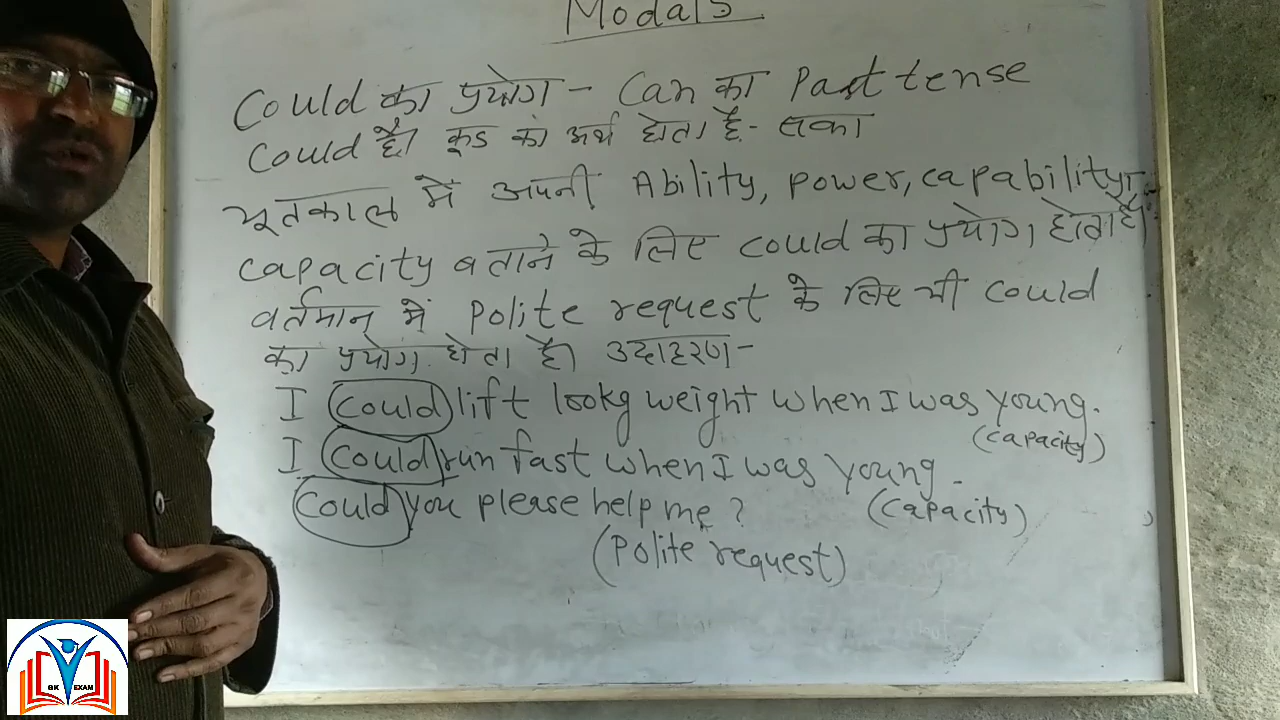 Modals
Could का प्रयोग - Can का Past tense
Could है। कूड का अर्थ होता है - सका
भूतकाल में अपनी Ability, power, capability,
capacity बताने के लिए could का प्रयोग होता है।
वर्तमान में Polite request के लिए भी could
का प्रयोग होता है। उदाहरण-
I could lift 100kg weight when I was young.
(capacity)
I could run fast when I was young.
(capacity)
Could you please help me?
(Polite request)
GK EXAM